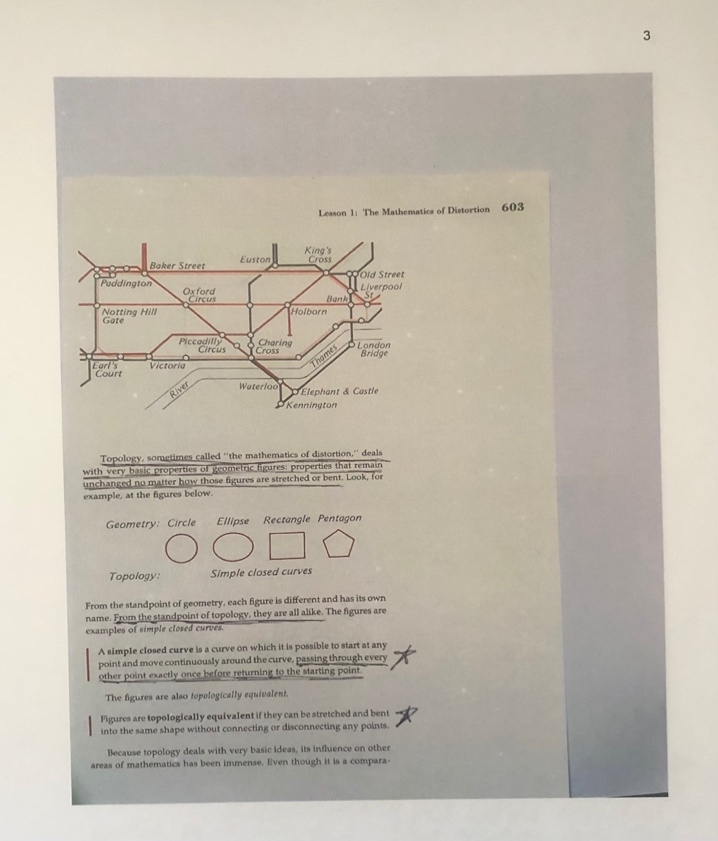 3
Lesson 1: The Mathematics of Distortion 603
King's
Cross
Euston
Baker Street
Old Street
Paddington
Liverpool
St
Oxford
Circus
Bank
Notting Hill
Gate
Holborn
Piccadilly
Circus
Charing
Cross
London
Bridge
Thames
Earl's
Court
Victoria
River
Waterloo
Elephant & Castle
Kennington
Topology, sometimes called "the mathematics of distortion," deals
with very basic properties of geometric figures: properties that remain
unchanged no matter how those figures are stretched or bent. Look, for
example, at the figures below.
Geometry: Circle Ellipse Rectangle Pentagon
Topology: Simple closed curves
From the standpoint of geometry, each figure is different and has its own
name. From the standpoint of topology, they are all alike. The figures are
examples of simple closed curves.
A simple closed curve is a curve on which it is possible to start at any
point and move continuously around the curve, passing through every
other point exactly once before returning to the starting point.
The figures are also topologically equivalent.
Figures are topologically equivalent if they can be stretched and bent
into the same shape without connecting or disconnecting any points.
Because topology deals with very basic ideas, its influence on other
areas of mathematics has been immense. Even though it is a compara-